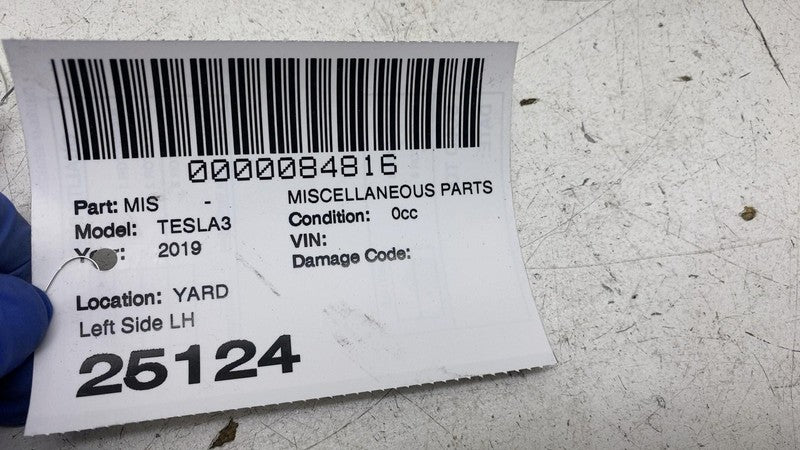 0000084816
Part: MIS - MISCELLANEOUS PARTS
Model: TESLA3 Condition: 0cc
Year: 2019 VIN:
Damage Code:
Location: YARD
Left Side LH
25124